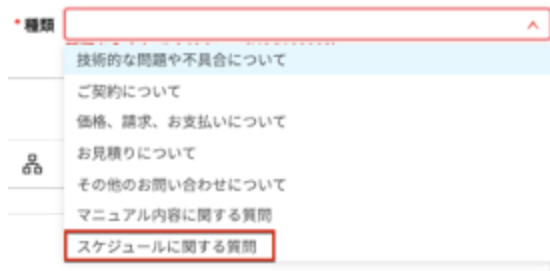 *種類
技術的な問題や不具合について
ご契約について
価格、請求、お支払いについて
お見積りについて
その他のお問い合わせについて
マニュアル内容に関する質問
スケジュールに関する質問